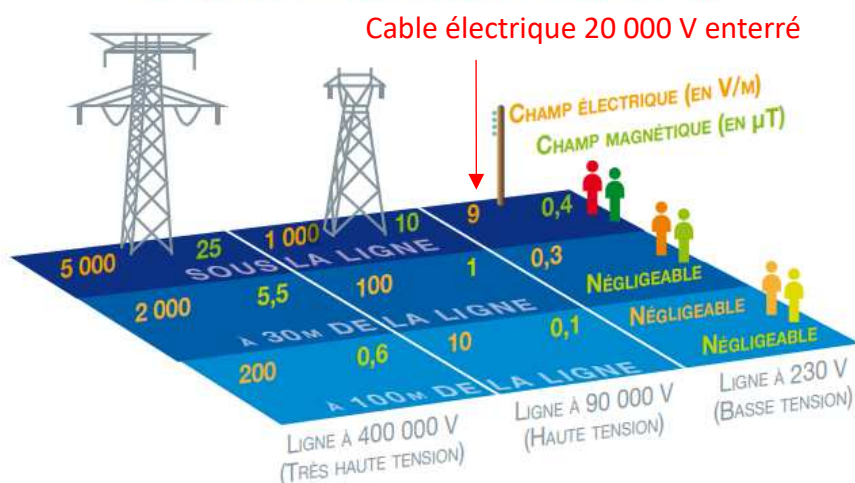 Cable électrique 20 000 V enterré
CHAMP ÉLECTRIQUE (EN V/M)
CHAMP MAGNÉTIQUE (EN µT)
5 000 25 1 000 10 9 0,4
SOUS LA LIGNE
2 000 5,5 100 1 0,3 NÉGLIGEABLE
À 30M DE LA LIGNE
200 0,6 10 0,1 NÉGLIGEABLE NÉGLIGEABLE
À 100M DE LA LIGNE
LIGNE À 400 000 V
(TRÈS HAUTE TENSION)
LIGNE À 90 000 V
(HAUTE TENSION)
LIGNE À 230 V
(BASSE TENSION)